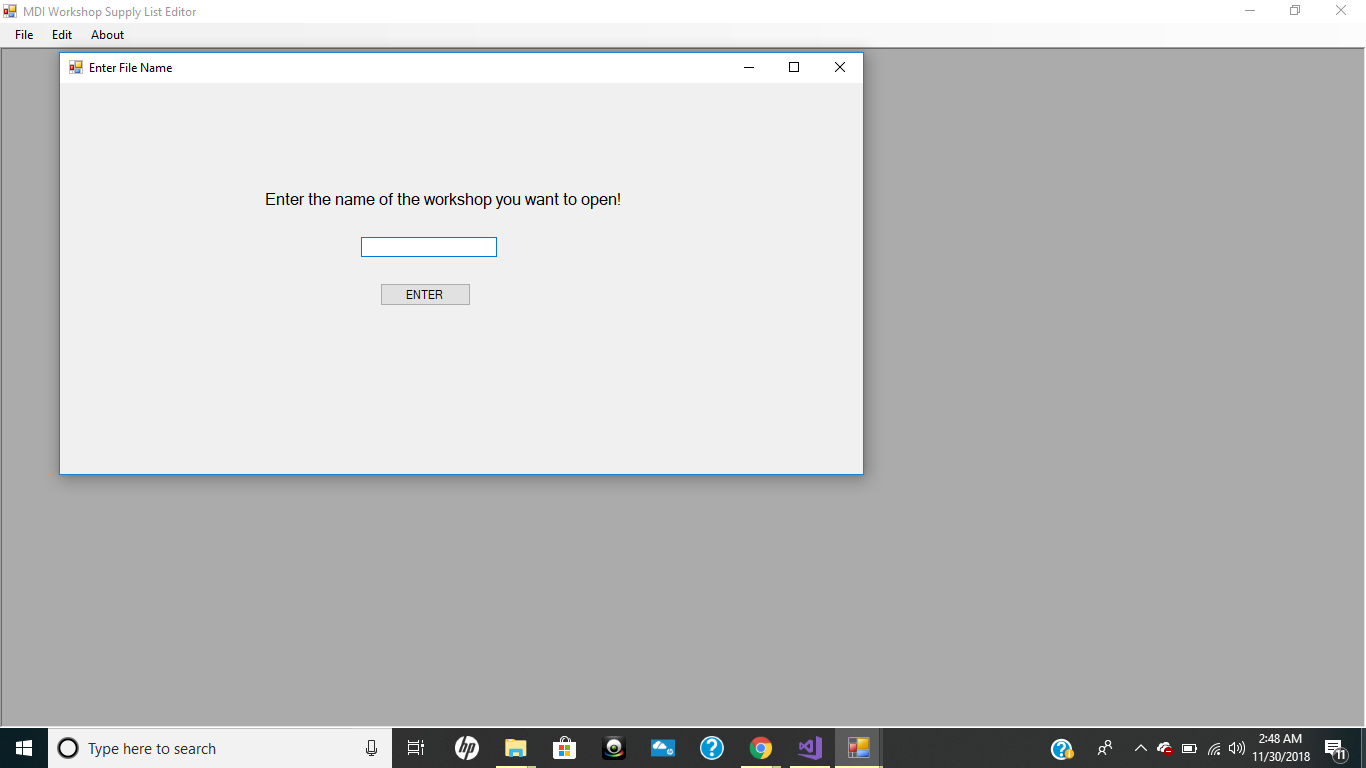 MDI Workshop Supply List Editor
File Edit About
Enter File Name
Enter the name of the workshop you want to open!
ENTER
Type here to search
hp
2:48 AM
11/30/2018
11